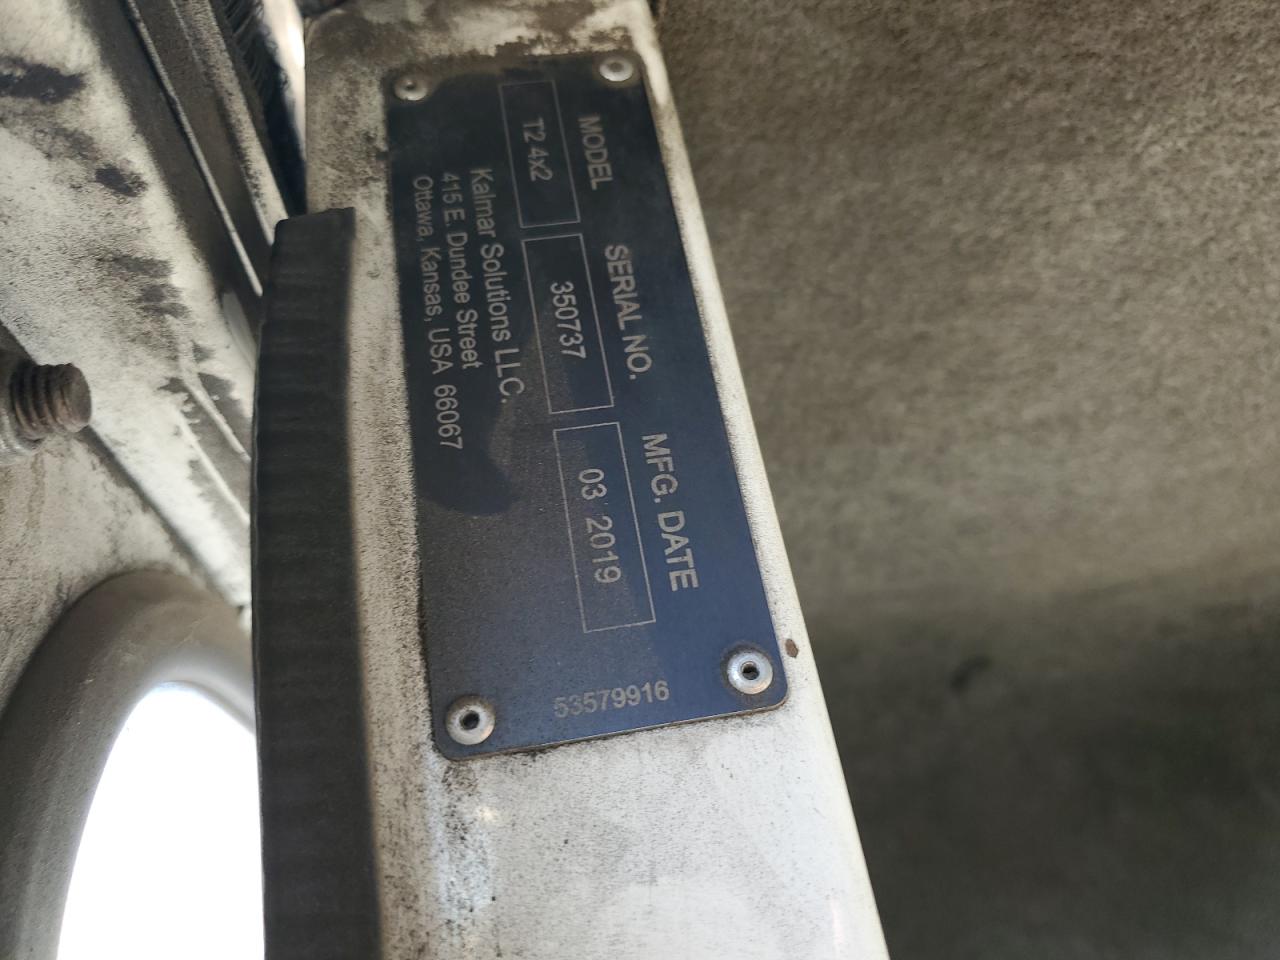 MODEL SERIAL NO. MFG. DATE
T2 4x2 350737 03 2019
Kalmar Solutions LLC.
415 E. Dundee Street
Ottawa, Kansas, USA 66067
53579916